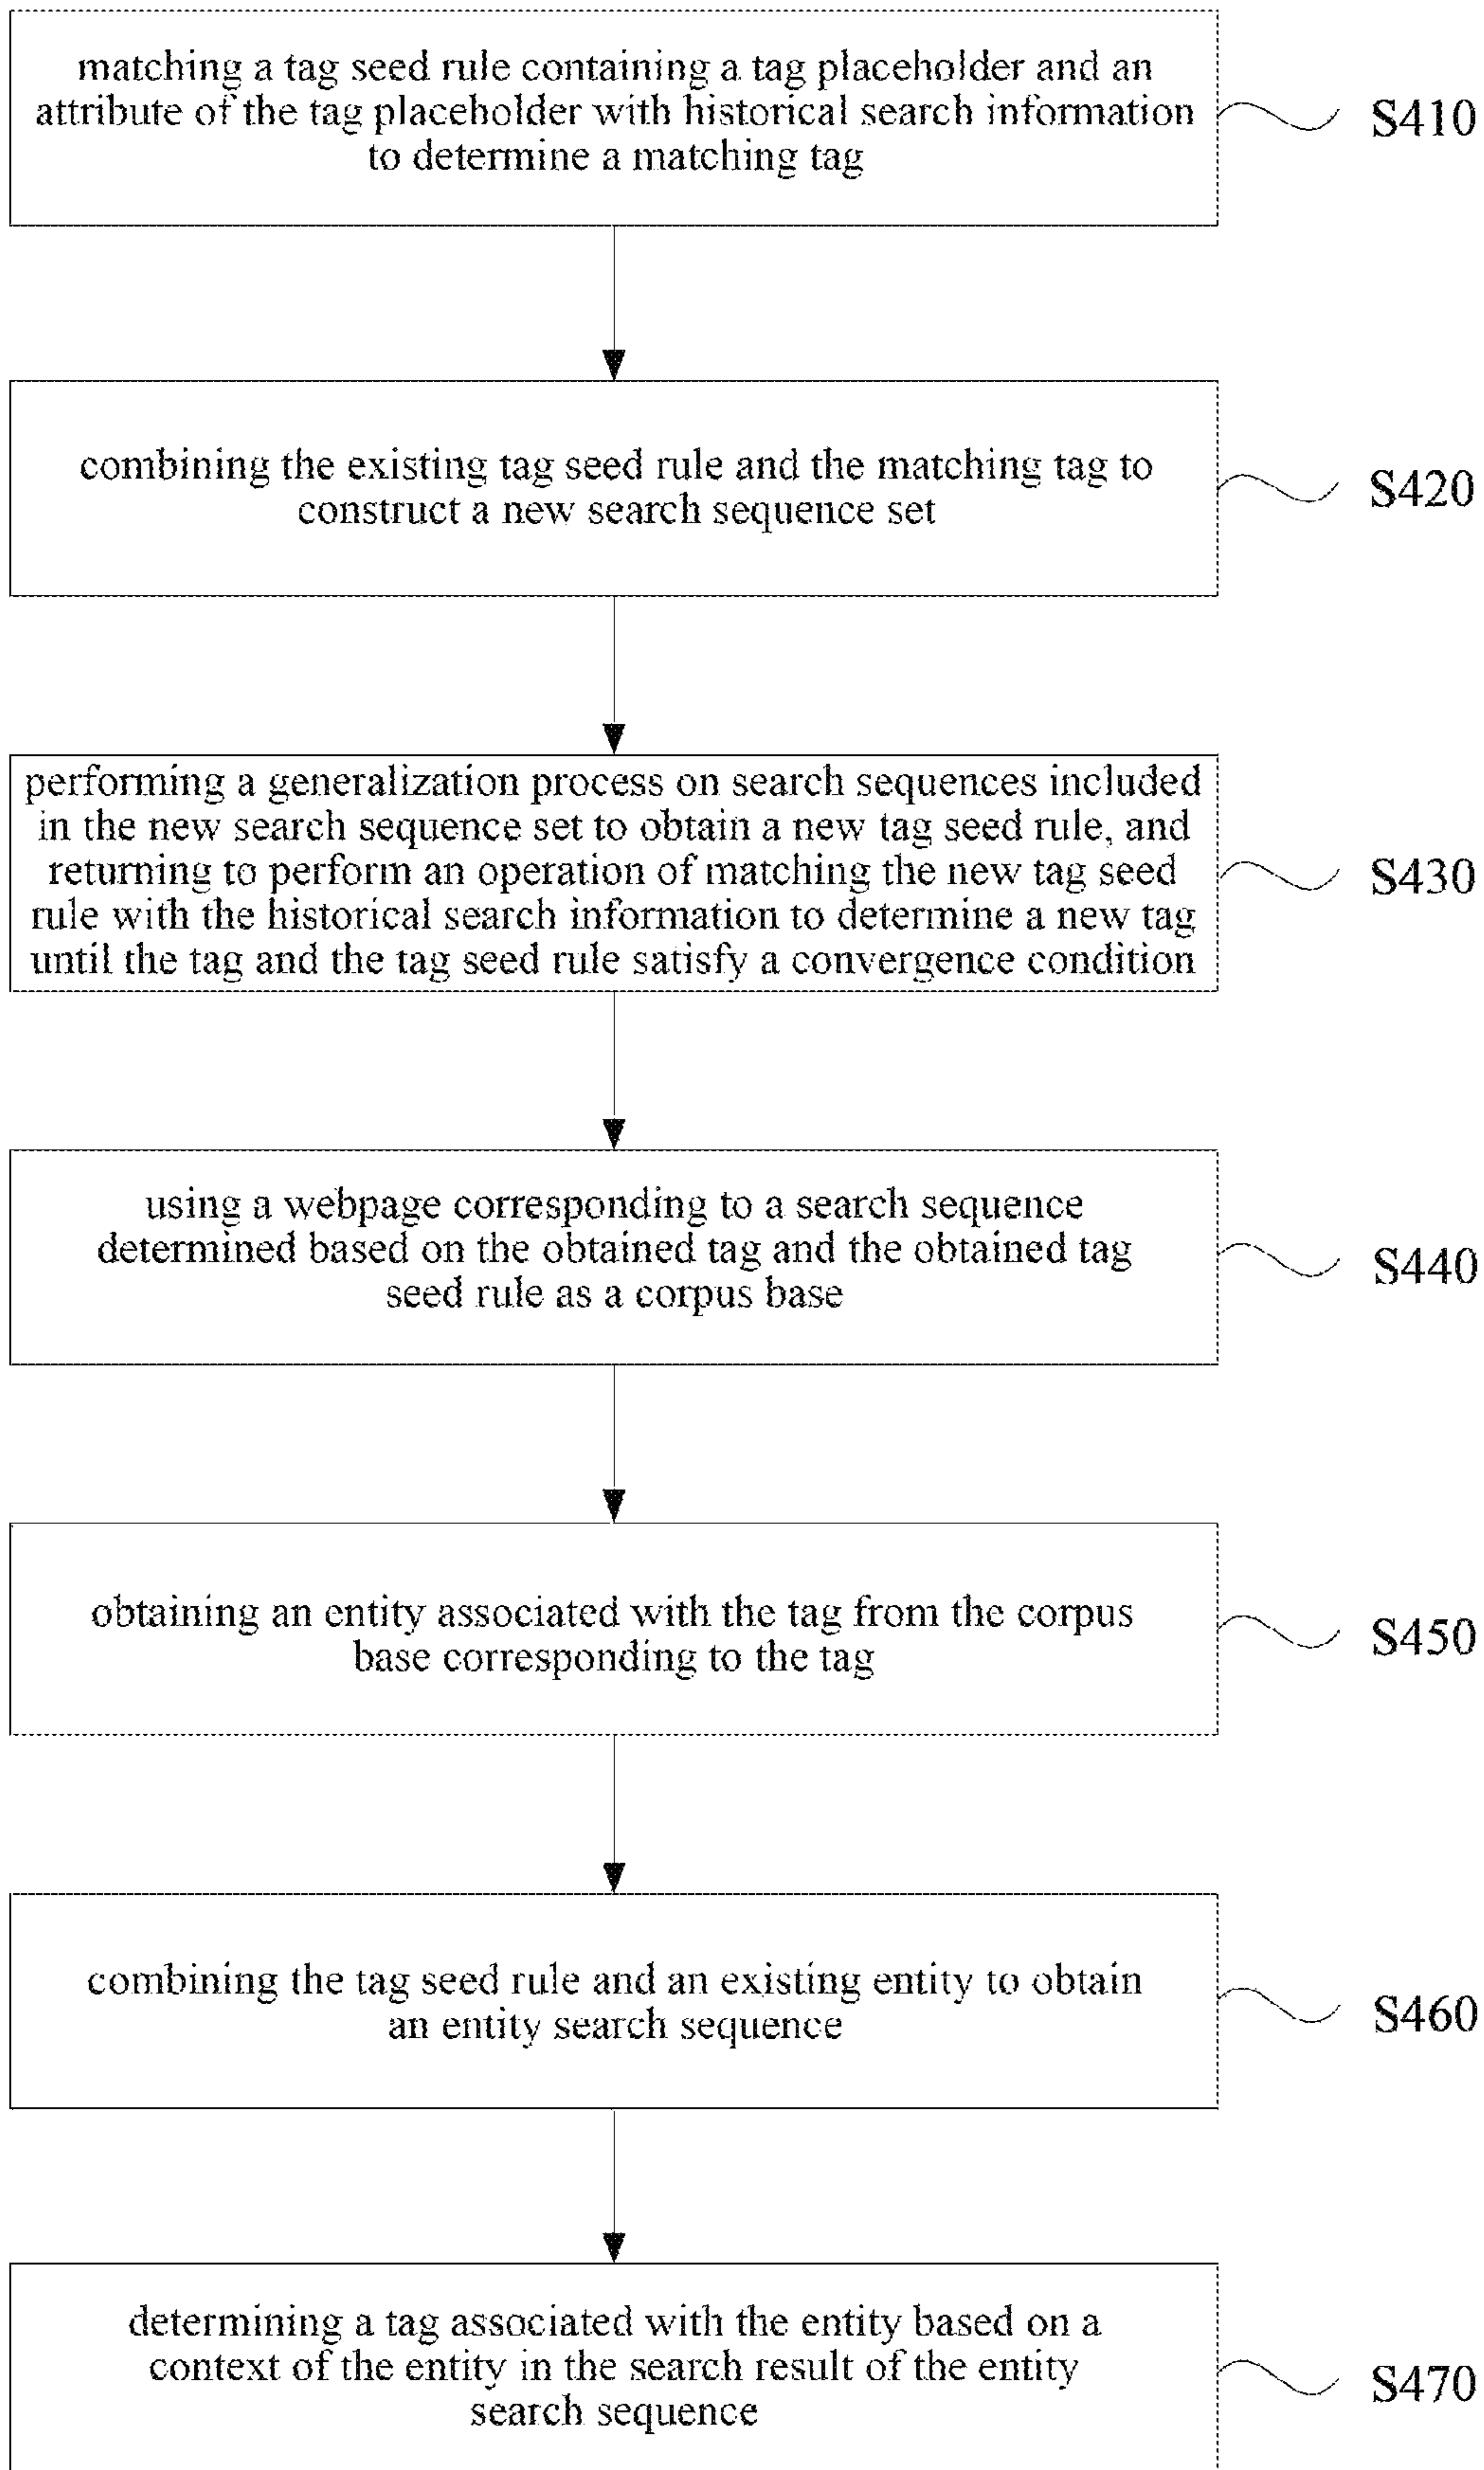 matching a tag seed rule containing a tag placeholder and an
attribute of the tag placeholder with historical search information
to determine a matching tag
S410
combining the existing tag seed rule and the matching tag to
construct a new search sequence set
S420
performing a generalization process on search sequences included
in the new search sequence set to obtain a new tag seed rule, and
returning to perform an operation of matching the new tag seed
rule with the historical search information to determine a new tag
until the tag and the tag seed rule satisfy a convergence condition
S430
using a webpage corresponding to a search sequence
determined based on the obtained tag and the obtained tag
seed rule as a corpus base
S440
obtaining an entity associated with the tag from the corpus
base corresponding to the tag
S450
combining the tag seed rule and an existing entity to obtain
an entity search sequence
S460
determining a tag associated with the entity based on a
context of the entity in the search result of the entity
search sequence
S470